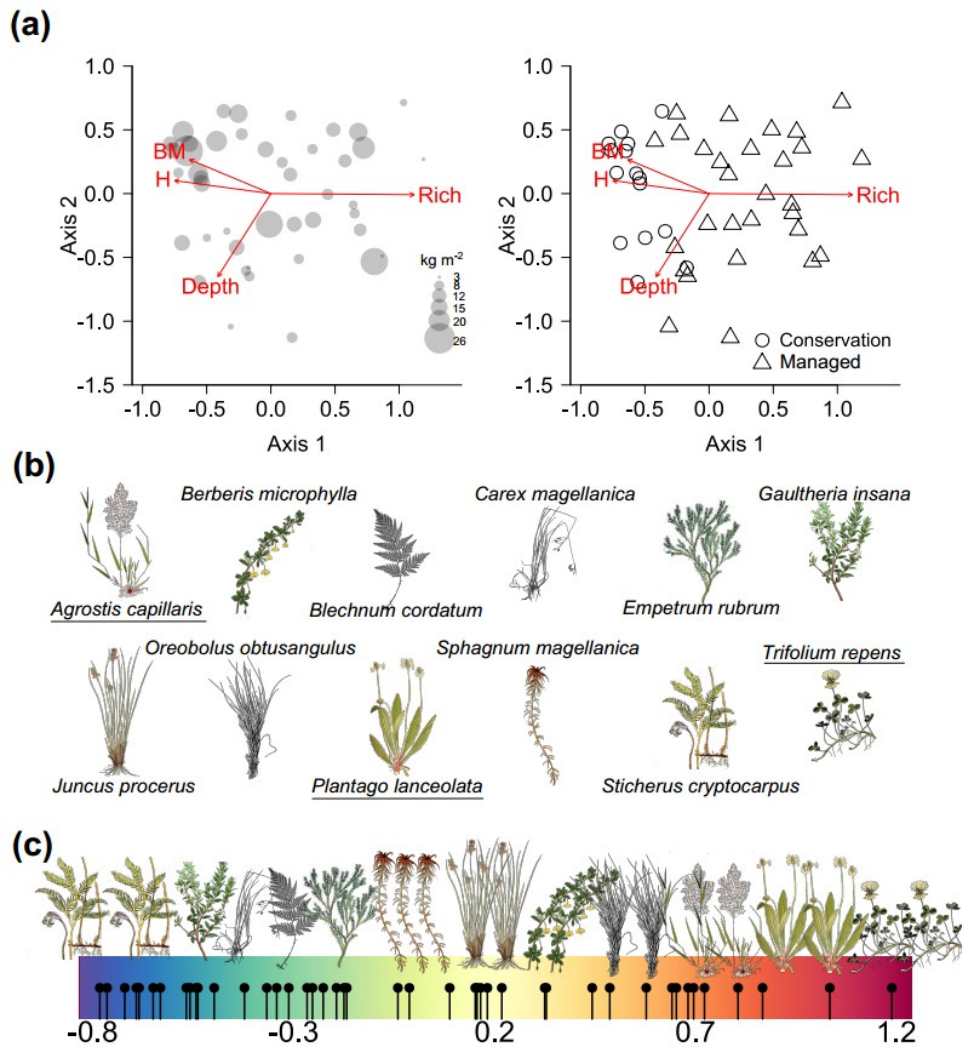 (a)
1.0
0.5
0.0
-0.5
-1.0
-1.5
Axis 2
BM
H
Rich
Depth
kg m-2
3
8
12
15
20
26
-1.0
-0.5
0.0
0.5
1.0
Axis 1
1.0
0.5
0.0
-0.5
-1.0
-1.5
Axis 2
BM
H
Rich
Depth
Conservation
Managed
-1.0
-0.5
0.0
0.5
1.0
Axis 1
(b)
Berberis microphylla
Carex magellanica
Gaultheria insana
Agrostis capillaris
Blechnum cordatum
Empetrum rubrum
Oreobolus obtusangulus
Sphagnum magellanica
Trifolium repens
Juncus procerus
Plantago lanceolata
Sticherus cryptocarpus
(c)
-0.8
-0.3
0.2
0.7
1.2